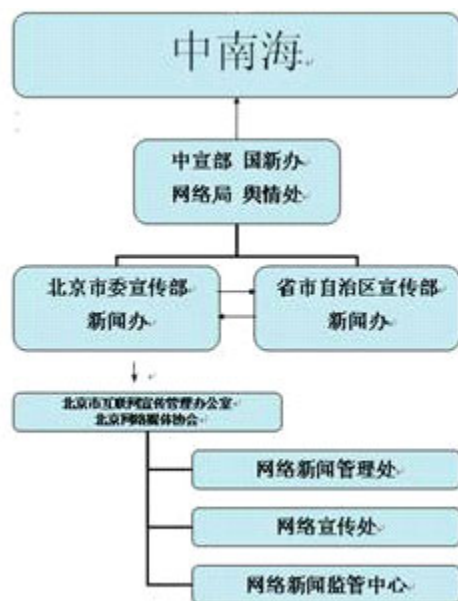 中南海
中宣部 国新办
网络局 舆情处
北京市委宣传部
新闻办
省市自治区宣传部
新闻办
北京市互联网宣传管理办公室
北京网络媒体协会
网络新闻管理处
网络宣传处
网络新闻监管中心